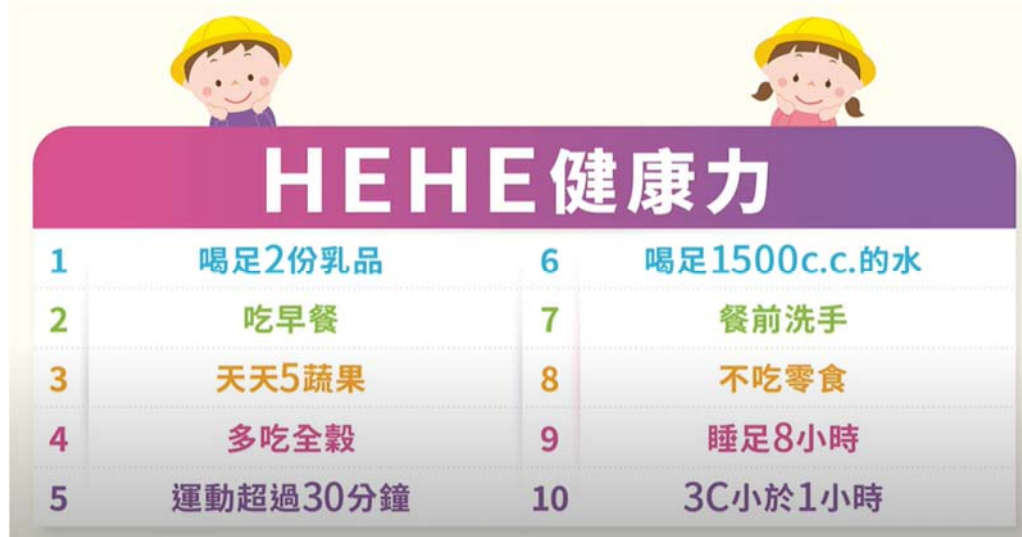 HEHE健康力
1 喝足2份乳品
2 吃早餐
3 天天5蔬果
4 多吃全穀
5 運動超過30分鐘
6 喝足1500c.c.的水
7 餐前洗手
8 不吃零食
9 睡足8小時
10 3C小於1小時